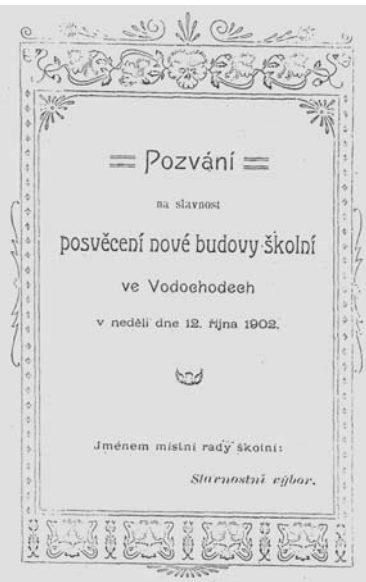 Pozvání
na slavnost
posvěcení nové budovy školní
ve Vodochodech
v neděli dne 12. října 1902.
Jménem místní rady školní:
Slavnostní výbor.